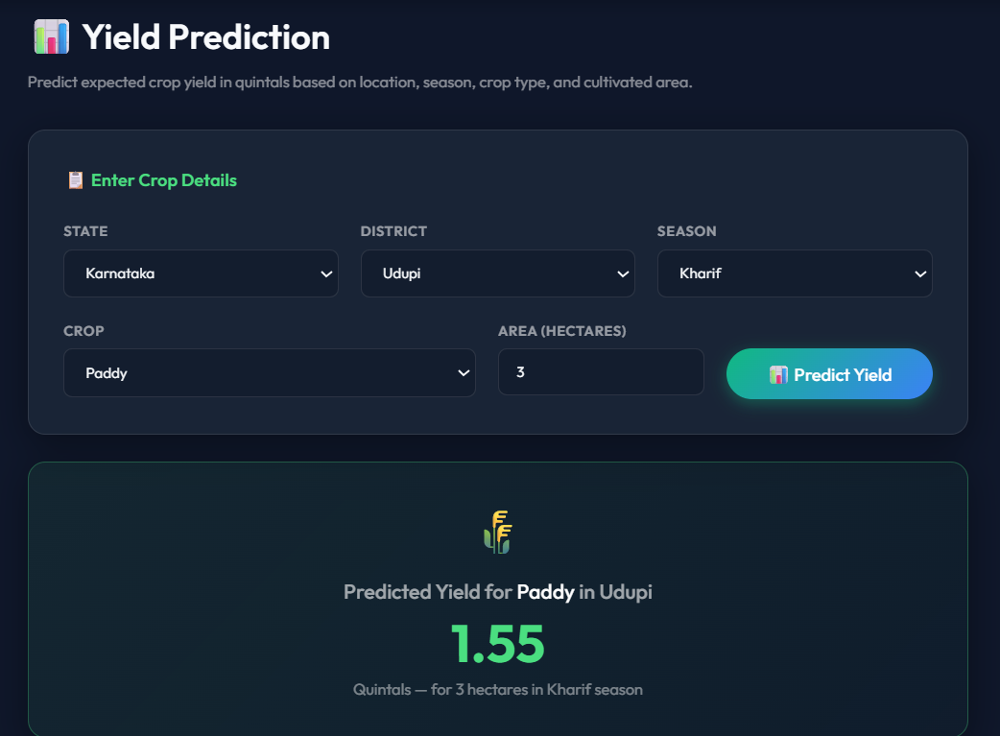 Yield Prediction
Predict expected crop yield in quintals based on location, season, crop type, and cultivated area.
Enter Crop Details
STATE DISTRICT SEASON
Karnataka Udupi Kharif
CROP AREA (HECTARES)
Paddy 3 Predict Yield
Predicted Yield for Paddy in Udupi
1.55
Quintals — for 3 hectares in Kharif season